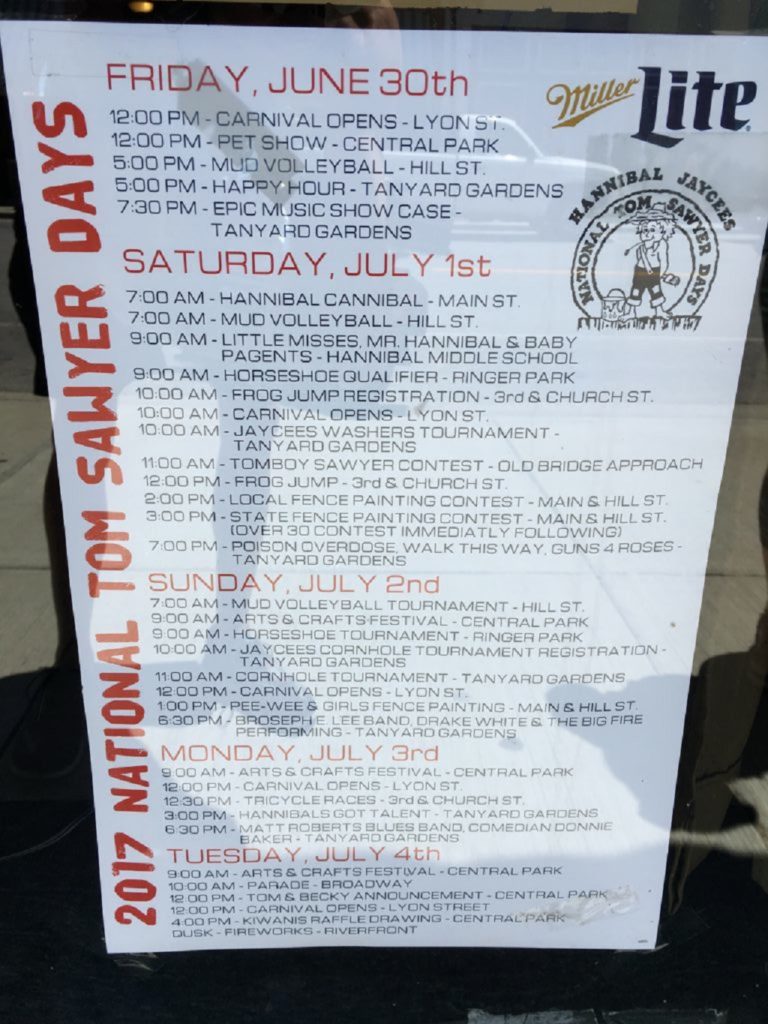 2017 NATIONAL TOM SAWYER DAYS
Miller Lite
HANNIBAL JAYCEES
NATIONAL TOM SAWYER DAYS
FRIDAY, JUNE 30th
12:00 PM - CARNIVAL OPENS - LYON ST.
12:00 PM - PET SHOW - CENTRAL PARK
5:00 PM - MUD VOLLEYBALL - HILL ST.
5:00 PM - HAPPY HOUR - TANYARD GARDENS
7:30 PM - EPIC MUSIC SHOW CASE -
TANYARD GARDENS
SATURDAY, JULY 1st
7:00 AM - HANNIBAL CANNIBAL - MAIN ST.
7:00 AM - MUD VOLLEYBALL - HILL ST.
9:00 AM - LITTLE MISSES, MR. HANNIBAL & BABY
PAGENTS - HANNIBAL MIDDLE SCHOOL
9:00 AM - HORSESHOE QUALIFIER - RINGER PARK
10:00 AM - FROG JUMP REGISTRATION - 3rd & CHURCH ST.
10:00 AM - CARNIVAL OPENS - LYON ST.
10:00 AM - JAYCEES WASHERS TOURNAMENT -
TANYARD GARDENS
11:00 AM - TOMBOY SAWYER CONTEST - OLD BRIDGE APPROACH
12:00 PM - FROG JUMP - 3rd & CHURCH ST.
2:00 PM - LOCAL FENCE PAINTING CONTEST - MAIN & HILL ST.
3:00 PM - STATE FENCE PAINTING CONTEST - MAIN & HILL ST.
(OVER 30 CONTEST IMMEDIATLY FOLLOWING)
7:00 PM - POISON OVERDOSE, WALK THIS WAY, GUNS 4 ROSES -
TANYARD GARDENS
SUNDAY, JULY 2nd
7:00 AM - MUD VOLLEYBALL TOURNAMENT - HILL ST.
9:00 AM - ARTS & CRAFTS FESTIVAL - CENTRAL PARK
9:00 AM - HORSESHOE TOURNAMENT - RINGER PARK
10:00 AM - JAYCEES CORNHOLE TOURNAMENT REGISTRATION -
TANYARD GARDENS
11:00 AM - CORNHOLE TOURNAMENT - TANYARD GARDENS
12:00 PM - CARNIVAL OPENS - LYON ST.
1:00 PM - PEE-WEE & GIRLS FENCE PAINTING - MAIN & HILL ST.
6:30 PM - BROSEPH E. LEE BAND, DRAKE WHITE & THE BIG FIRE
PERFORMING - TANYARD GARDENS
MONDAY, JULY 3rd
9:00 AM - ARTS & CRAFTS FESTIVAL - CENTRAL PARK
12:00 PM - CARNIVAL OPENS - LYON ST.
12:30 PM - TRICYCLE RACES - 3rd & CHURCH ST.
3:00 PM - HANNIBALS GOT TALENT - TANYARD GARDENS
6:30 PM - MATT ROBERTS BLUES BAND, COMEDIAN DONNIE
BAKER - TANYARD GARDENS
TUESDAY, JULY 4th
9:00 AM - ARTS & CRAFTS FESTIVAL - CENTRAL PARK
10:00 AM - PARADE - BROADWAY
12:00 PM - TOM & BECKY ANNOUNCEMENT - CENTRAL PARK
12:00 PM - CARNIVAL OPENS - LYON STREET
4:00 PM - KIWANIS RAFFLE DRAWING - CENTRAL PARK
DUSK - FIREWORKS - RIVERFRONT